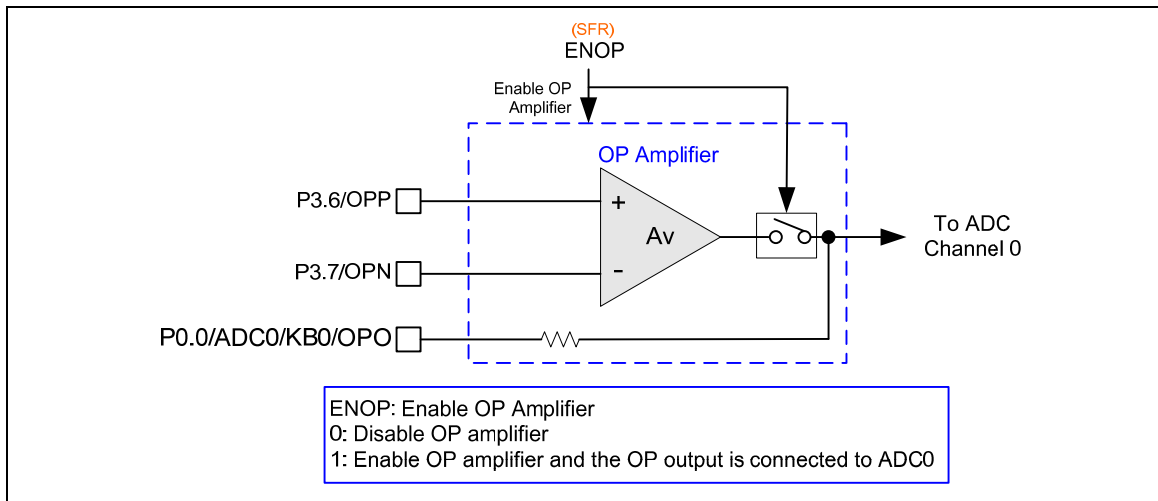 (SFR)
ENOP
Enable OP
Amplifier
OP Amplifier
P3.6/OPP
+
Av
To ADC
Channel 0
P3.7/OPN
-
P0.0/ADC0/KB0/OPO
ENOP: Enable OP Amplifier
0: Disable OP amplifier
1: Enable OP amplifier and the OP output is connected to ADC0